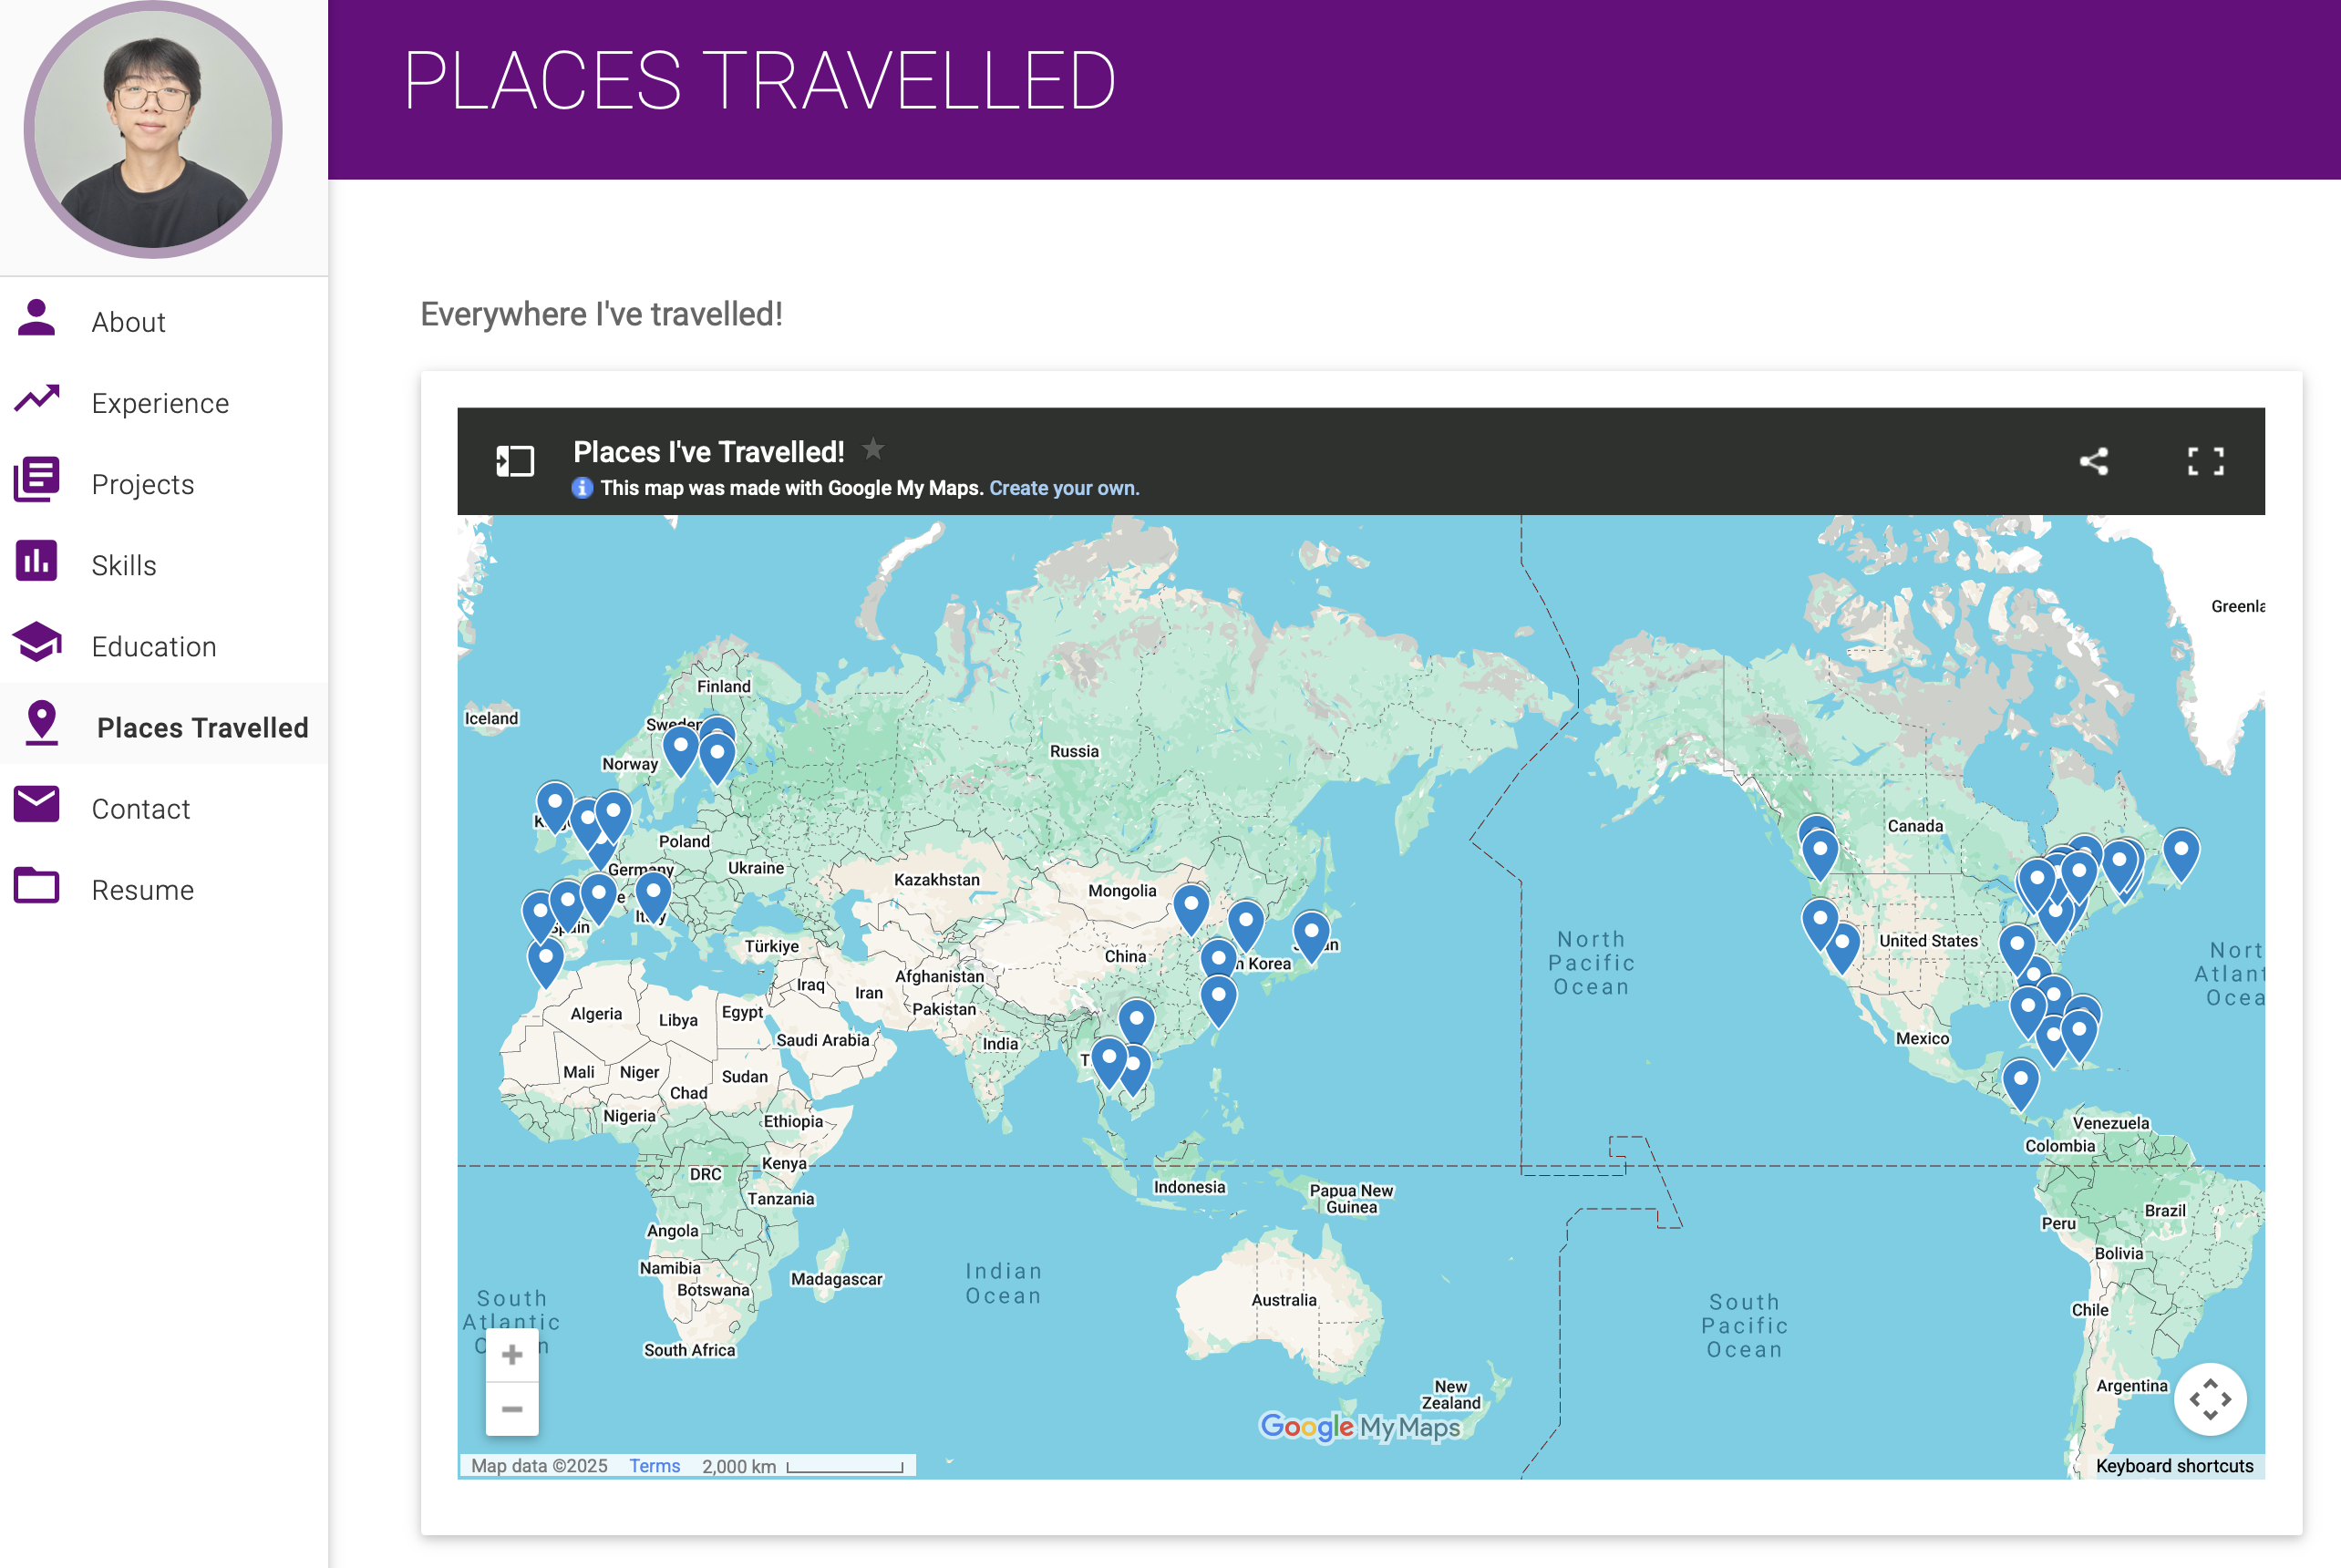 PLACES TRAVELLED
About
Experience
Projects
Skills
Education
Places Travelled
Contact
Resume
Everywhere I've travelled!
Places I've Travelled!
This map was made with Google My Maps. Create your own.
Greenla
Finland
Iceland
Sweden
Russia
Norway
Canada
Poland
Ukraine
Germany
Kazakhstan
Mongolia
Italy
Spain
Türkiye
China
United States
North
Pacific
Ocean
Nort
Atlant
Ocea
Afghanistan
Korea
Iraq
Iran
Algeria
Libya
Egypt
Pakistan
Saudi Arabia
India
Mexico
Mali
Niger
Sudan
Chad
Nigeria
Ethiopia
Venezuela
Colombia
DRC
Kenya
Indonesia
Papua New
Guinea
Tanzania
Brazil
Peru
Angola
Bolivia
Namibia
Madagascar
Botswana
Indian
Ocean
Australia
South
Atlantic
South
Pacific
Ocean
Chile
South Africa
New
Zealand
Argentina
Google My Maps
Map data ©2025 Terms 2,000 km
Keyboard shortcuts